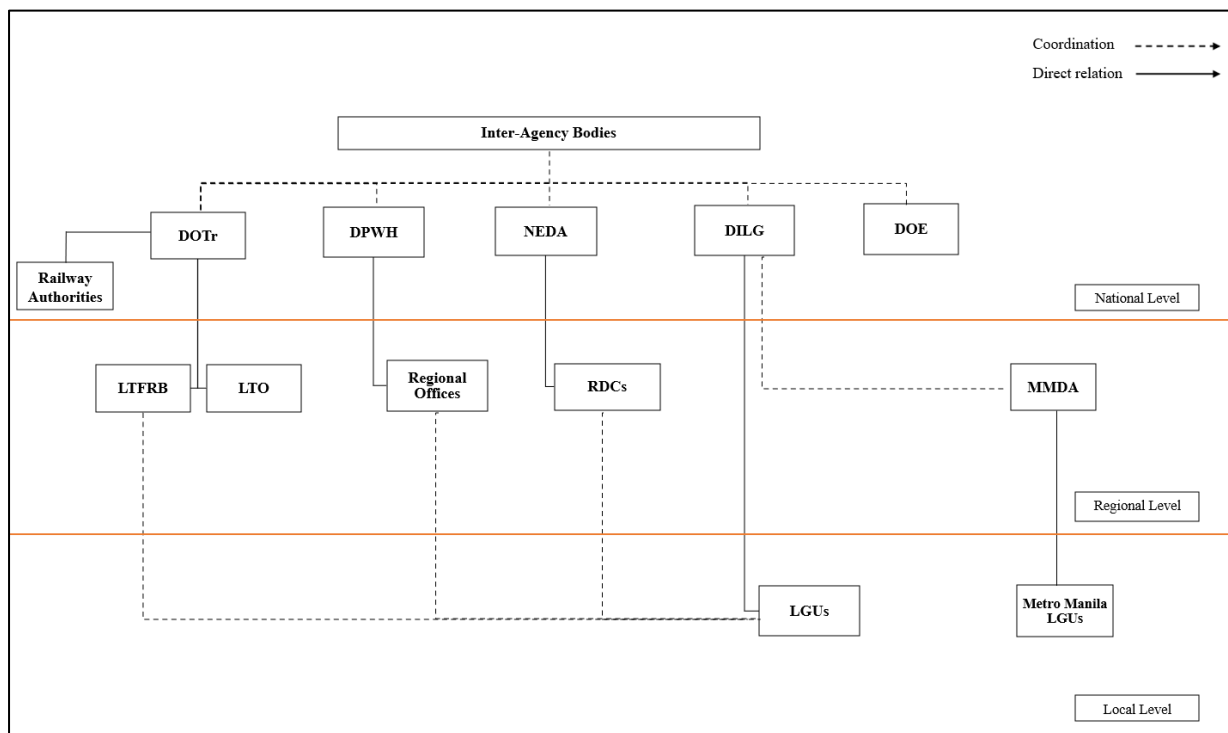 Coordination
Direct relation
Inter-Agency Bodies
DOTr
DPWH
NEDA
DILG
DOE
Railway
Authorities
National Level
LTFRB
LTO
Regional
Offices
RDCs
MMDA
Regional Level
LGUs
Metro Manila
LGUs
Local Level